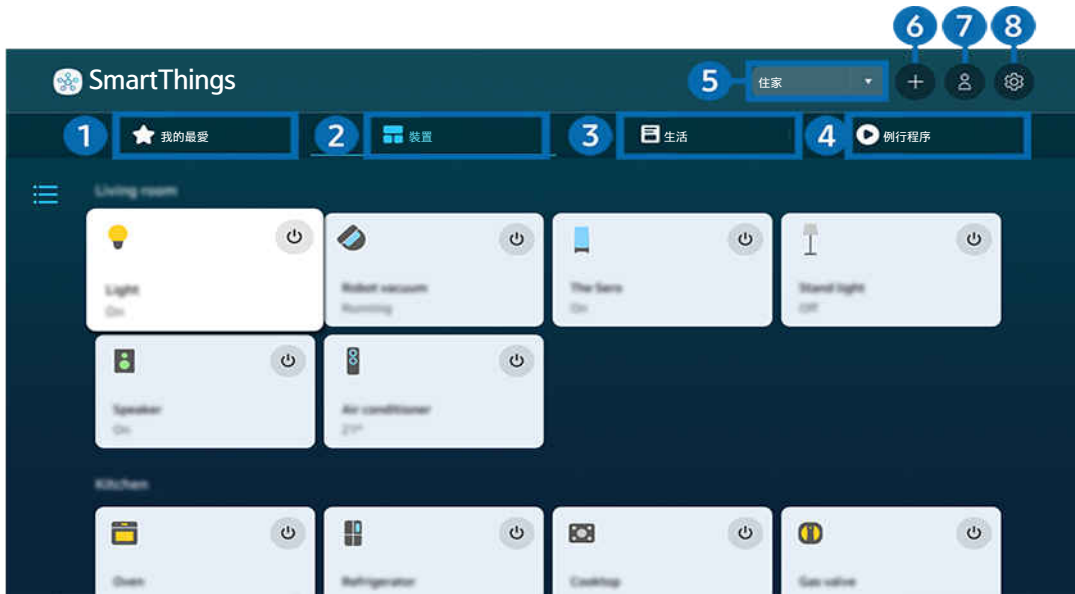 6 7 8
SmartThings
5 住家
1 我的最愛 2 裝置 3 生活 4 例行程序
Living room
Light
On
Robot vacuum
Running
The Sero
On
Stand light
Off
Speaker
On
Air conditioner
21°
Kitchen
Oven
Refrigerator
Cooktop
Gas valve